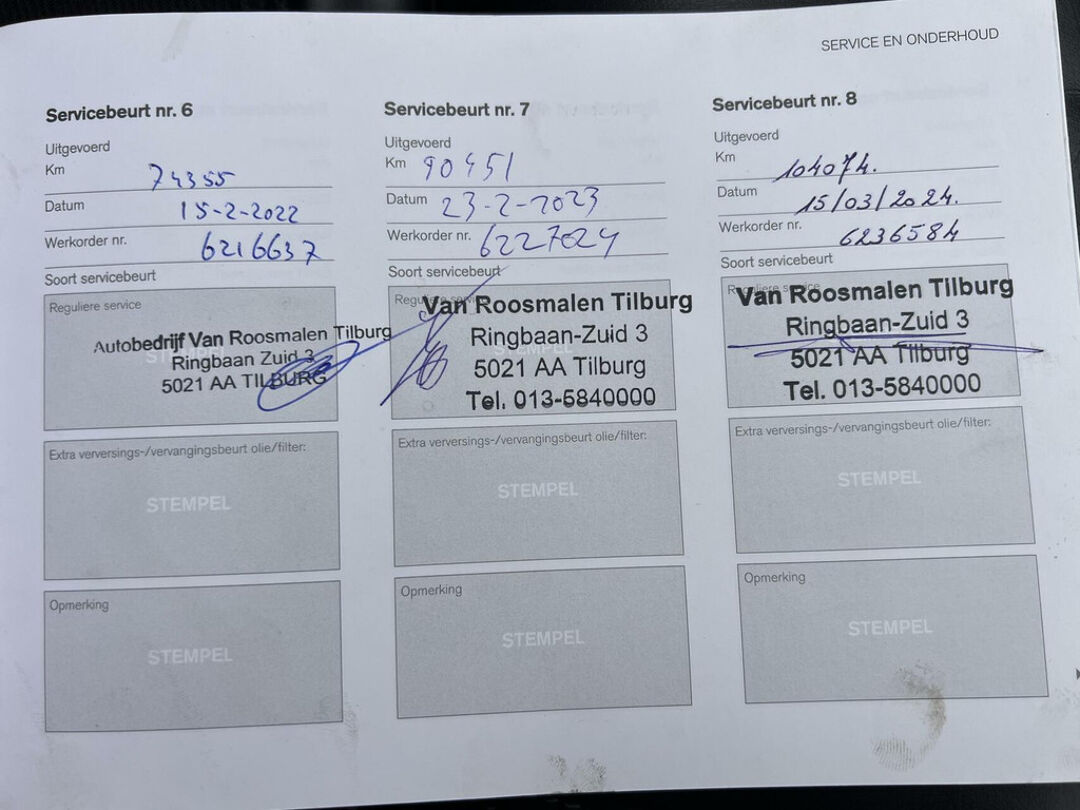 SERVICE EN ONDERHOUD
Servicebeurt nr. 6
Uitgevoerd
Km 74355
Datum 15-2-2022
Werkorder nr. 6216637
Soort servicebeurt
Reguliere service
Autobedrijf Van Roosmalen Tilburg
Ringbaan Zuid 3
5021 AA TILBURG
Extra verversings-/vervangingsbeurt olie/filter:
STEMPEL
Opmerking
STEMPEL
Servicebeurt nr. 7
Uitgevoerd
Km 90451
Datum 23-2-2023
Werkorder nr. 6227024
Soort servicebeurt
Reguliere service
Van Roosmalen Tilburg
Ringbaan-Zuid 3
5021 AA Tilburg
Tel. 013-5840000
Extra verversings-/vervangingsbeurt olie/filter:
STEMPEL
Opmerking
STEMPEL
Servicebeurt nr. 8
Uitgevoerd
Km 104074.
Datum 15/03/2024.
Werkorder nr. 6236584
Soort servicebeurt
Reguliere service
Van Roosmalen Tilburg
Ringbaan-Zuid 3
5021 AA Tilburg
Tel. 013-5840000
Extra verversings-/vervangingsbeurt olie/filter:
STEMPEL
Opmerking
STEMPEL